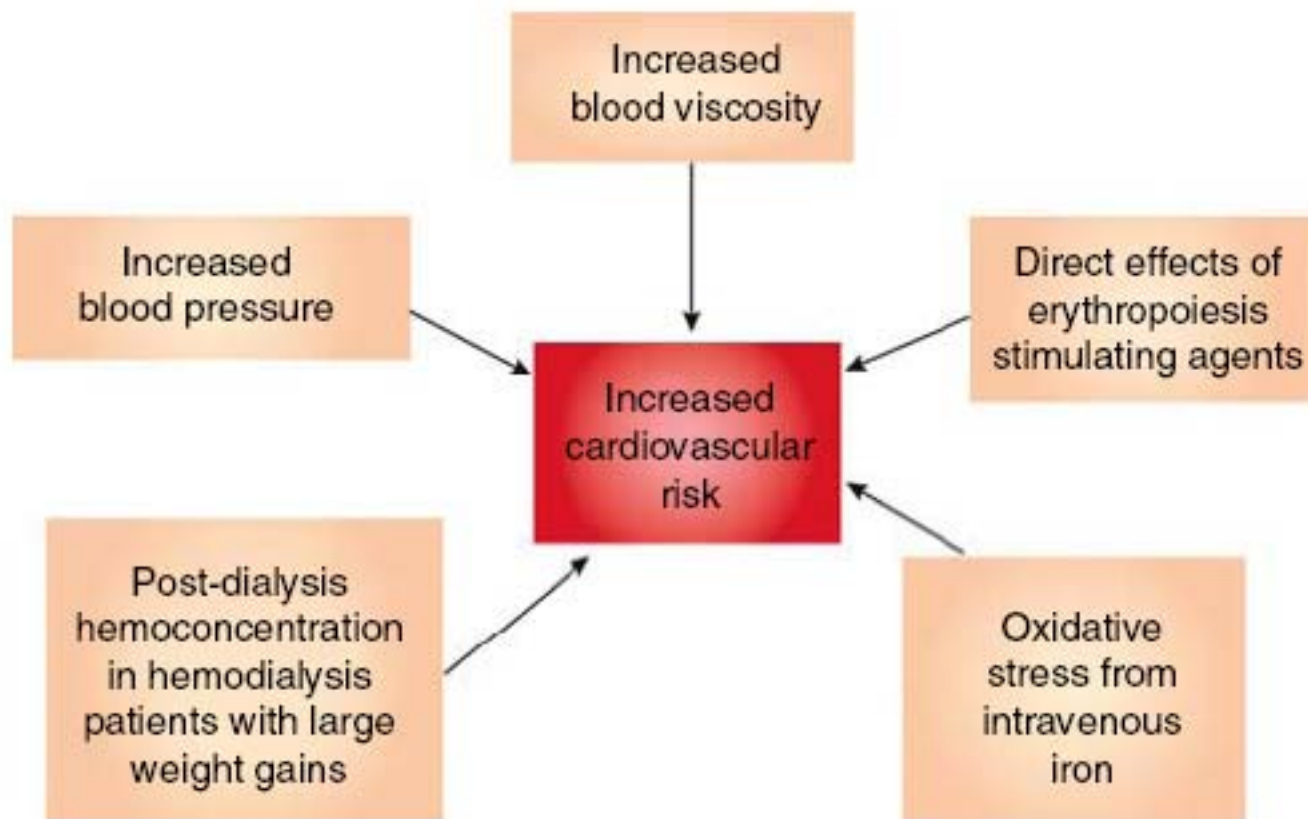 Increased
blood viscosity
Increased
blood pressure
Direct effects of
erythropoiesis
stimulating agents
Increased
cardiovascular
risk
Post-dialysis
hemoconcentration
in hemodialysis
patients with large
weight gains
Oxidative
stress from
intravenous
iron